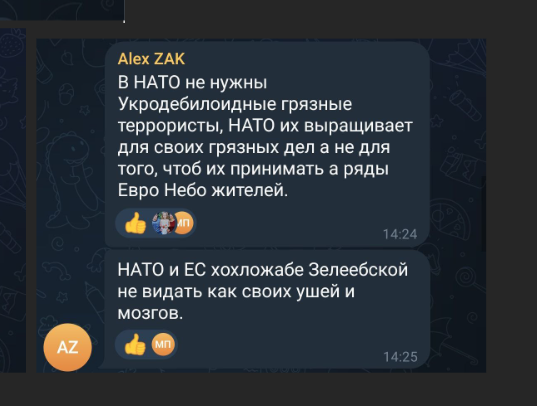 Alex ZAK
В НАТО не нужны
Укродебилоидные грязные
террористы, НАТО их выращивает
для своих грязных дел а не для
того, чтоб их принимать а ряды
Евро Небо жителей.
МП
14:24
НАТО и ЕС хохложабе Зелеебской
не видать как своих ушей и
мозгов.
МП
AZ
14:25